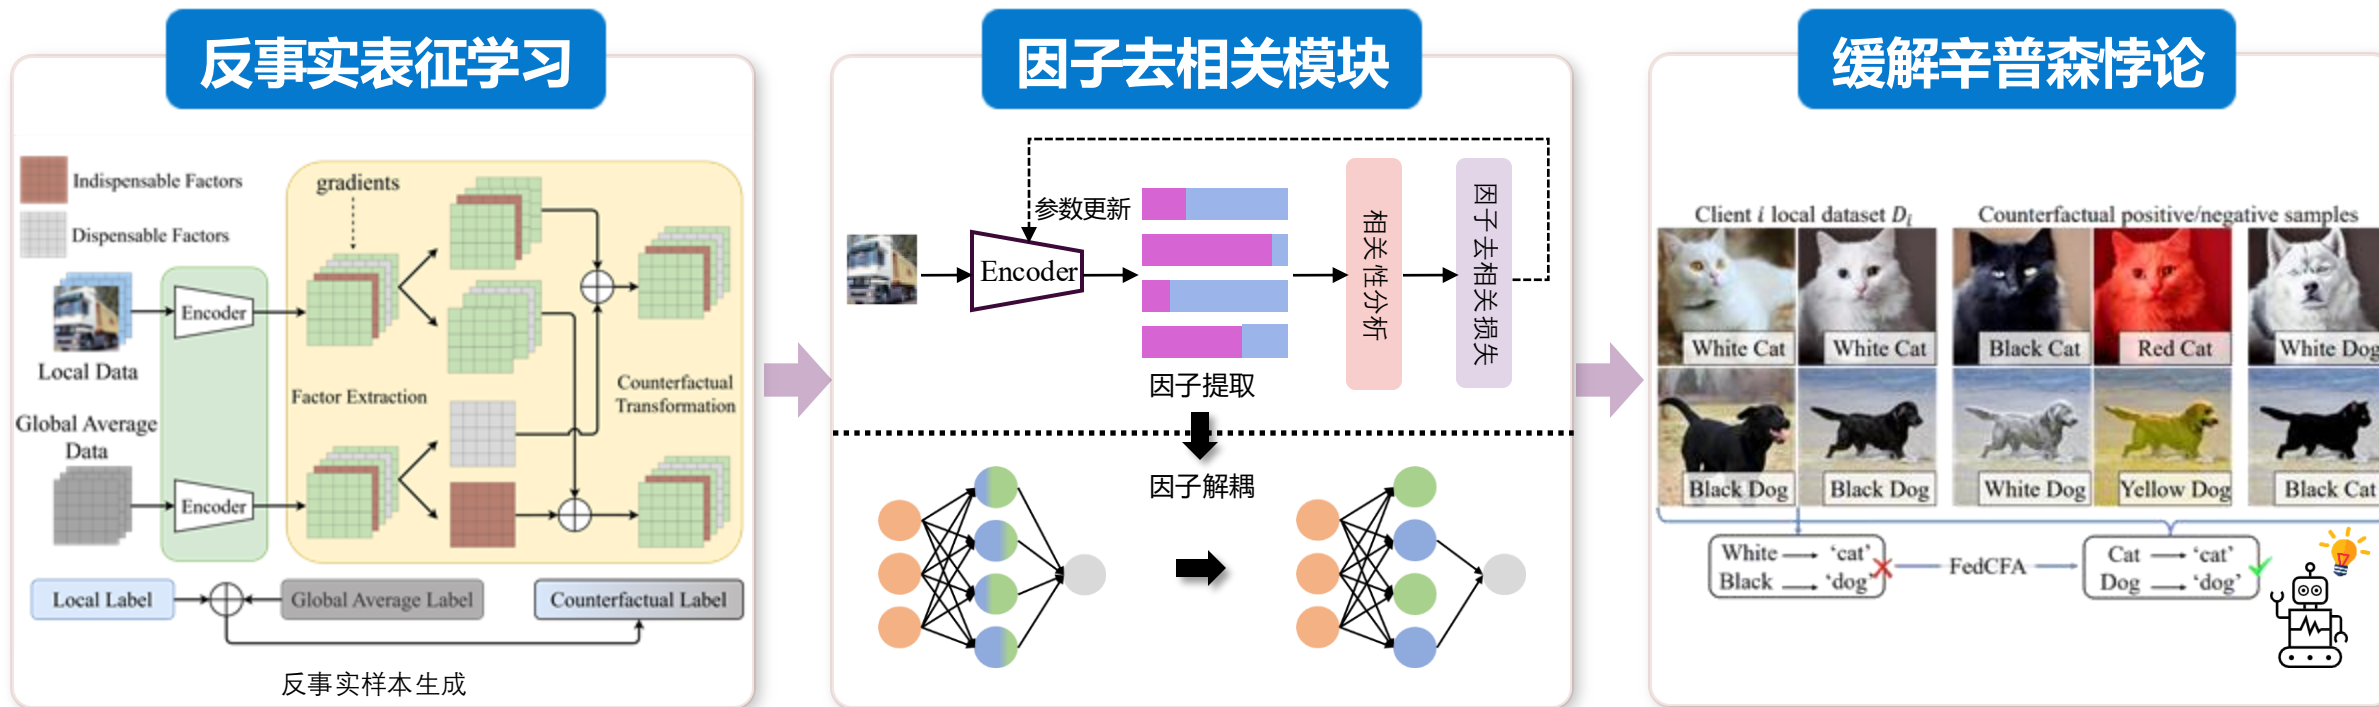 反事实表征学习
Indispensable Factors
Dispensable Factors
gradients
Encoder
Local Data
Factor Extraction
Counterfactual
Transformation
Global Average
Data
Encoder
Local Label
Global Average Label
Counterfactual Label
反事实样本生成
因子去相关模块
参数更新
Encoder
相关性分析
因子去相关损失
因子提取
因子解耦
缓解辛普森悖论
Client i local dataset Di
Counterfactual positive/negative samples
White Cat
White Cat
Black Cat
Red Cat
White Dog
Black Dog
Black Dog
White Dog
Yellow Dog
Black Cat
White → ‘cat’
Black → ‘dog’
FedCFA
Cat → ‘cat’
Dog → ‘dog’